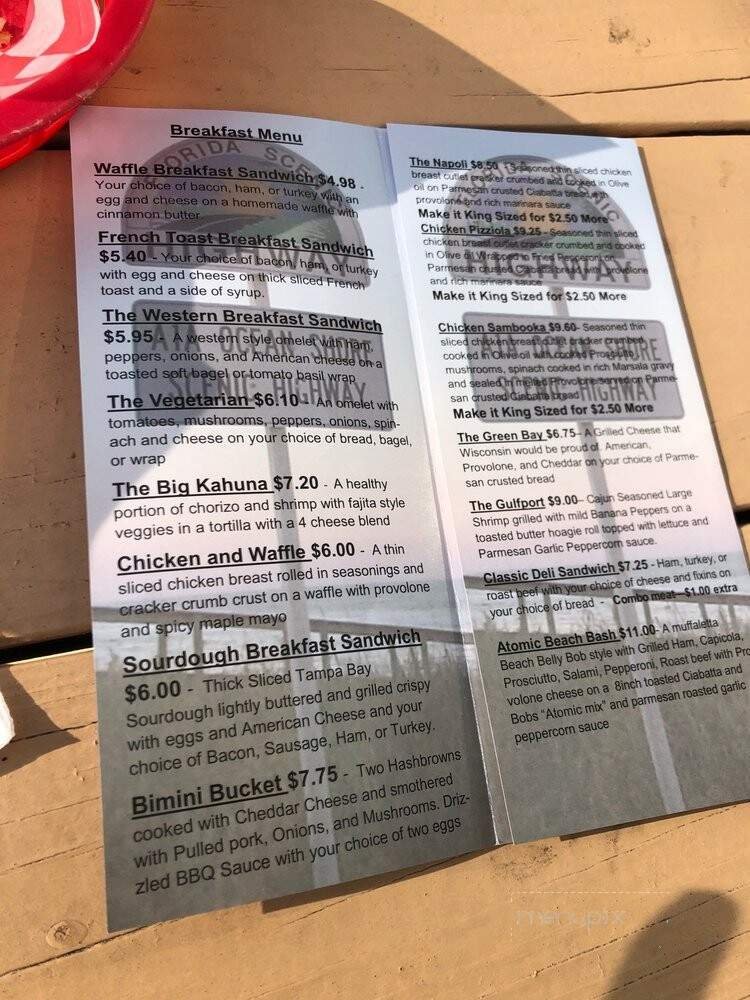 Breakfast Menu
Waffle Breakfast Sandwich $4.98 -
Your choice of bacon, ham, or turkey with an
egg and cheese on a homemade waffle with
cinnamon butter
French Toast Breakfast Sandwich
$5.40 - Your choice of bacon, ham, or turkey
with egg and cheese on thick sliced French
toast and a side of syrup.
The Western Breakfast Sandwich
$5.95 - A western style omelet with ham,
peppers, onions, and American cheese on a
toasted soft bagel or tomato basil wrap
The Vegetarian $6.10 - An omelet with
tomatoes, mushrooms, peppers, onions, spin-
ach and cheese on your choice of bread, bagel,
or wrap
The Big Kahuna $7.20 - A healthy
portion of chorizo and shrimp with fajita style
veggies in a tortilla with a 4 cheese blend
Chicken and Waffle $6.00 - A thin
sliced chicken breast rolled in seasonings and
cracker crumb crust on a waffle with provolone
and spicy maple mayo
Sourdough Breakfast Sandwich
$6.00 - Thick Sliced Tampa Bay
Sourdough lightly buttered and grilled crispy
with eggs and American Cheese and your
choice of Bacon, Sausage, Ham, or Turkey.
Bimini Bucket $7.75 - Two Hashbrowns
cooked with Cheddar Cheese and smothered
with Pulled pork, Onions, and Mushrooms. Driz-
zled BBQ Sauce with your choice of two eggs
The Napoli $8.50 - Seasoned thin sliced chicken
breast cutlet cracker crumbed and cooked in Olive
oil on Parmesan crusted Ciabatta bread with
provolone and rich marinara sauce
Make it King Sized for $2.50 More
Chicken Pizziola $9.25 - Seasoned thin sliced
chicken breast cutlet cracker crumbed and cooked
in Olive oil Wrapped in Fried Pepperoni on
Parmesan crusted Ciabatta bread with Provolone
and rich marinara sauce
Make it King Sized for $2.50 More
Chicken Sambooka $9.60- Seasoned thin
sliced chicken breast cutlet cracker crumbed,
cooked in Olive oil with cooked Prosciutto,
mushrooms, spinach cooked in rich Marsala gravy
and sealed in melted Provolone served on Parme-
san crusted Ciabatta bread
Make it King Sized for $2.50 More
The Green Bay $6.75– A Grilled Cheese that
Wisconsin would be proud of. American,
Provolone, and Cheddar on your choice of Parme-
san crusted bread
The Gulfport $9.00– Cajun Seasoned Large
Shrimp grilled with mild Banana Peppers on a
toasted butter hoagie roll topped with lettuce and
Parmesan Garlic Peppercorn sauce.
Classic Deli Sandwich $7.25 - Ham, turkey, or
roast beef with your choice of cheese and fixins on
your choice of bread - Combo meat—$1.00 extra
Atomic Beach Bash $11.00- A muffaletta
Beach Belly Bob style with Grilled Ham, Capicola,
Prosciutto, Salami, Pepperoni, Roast beef with Pro
volone cheese on a 8inch toasted Ciabatta and
Bobs “Atomic mix” and parmesan roasted garlic
peppercorn sauce
menupix